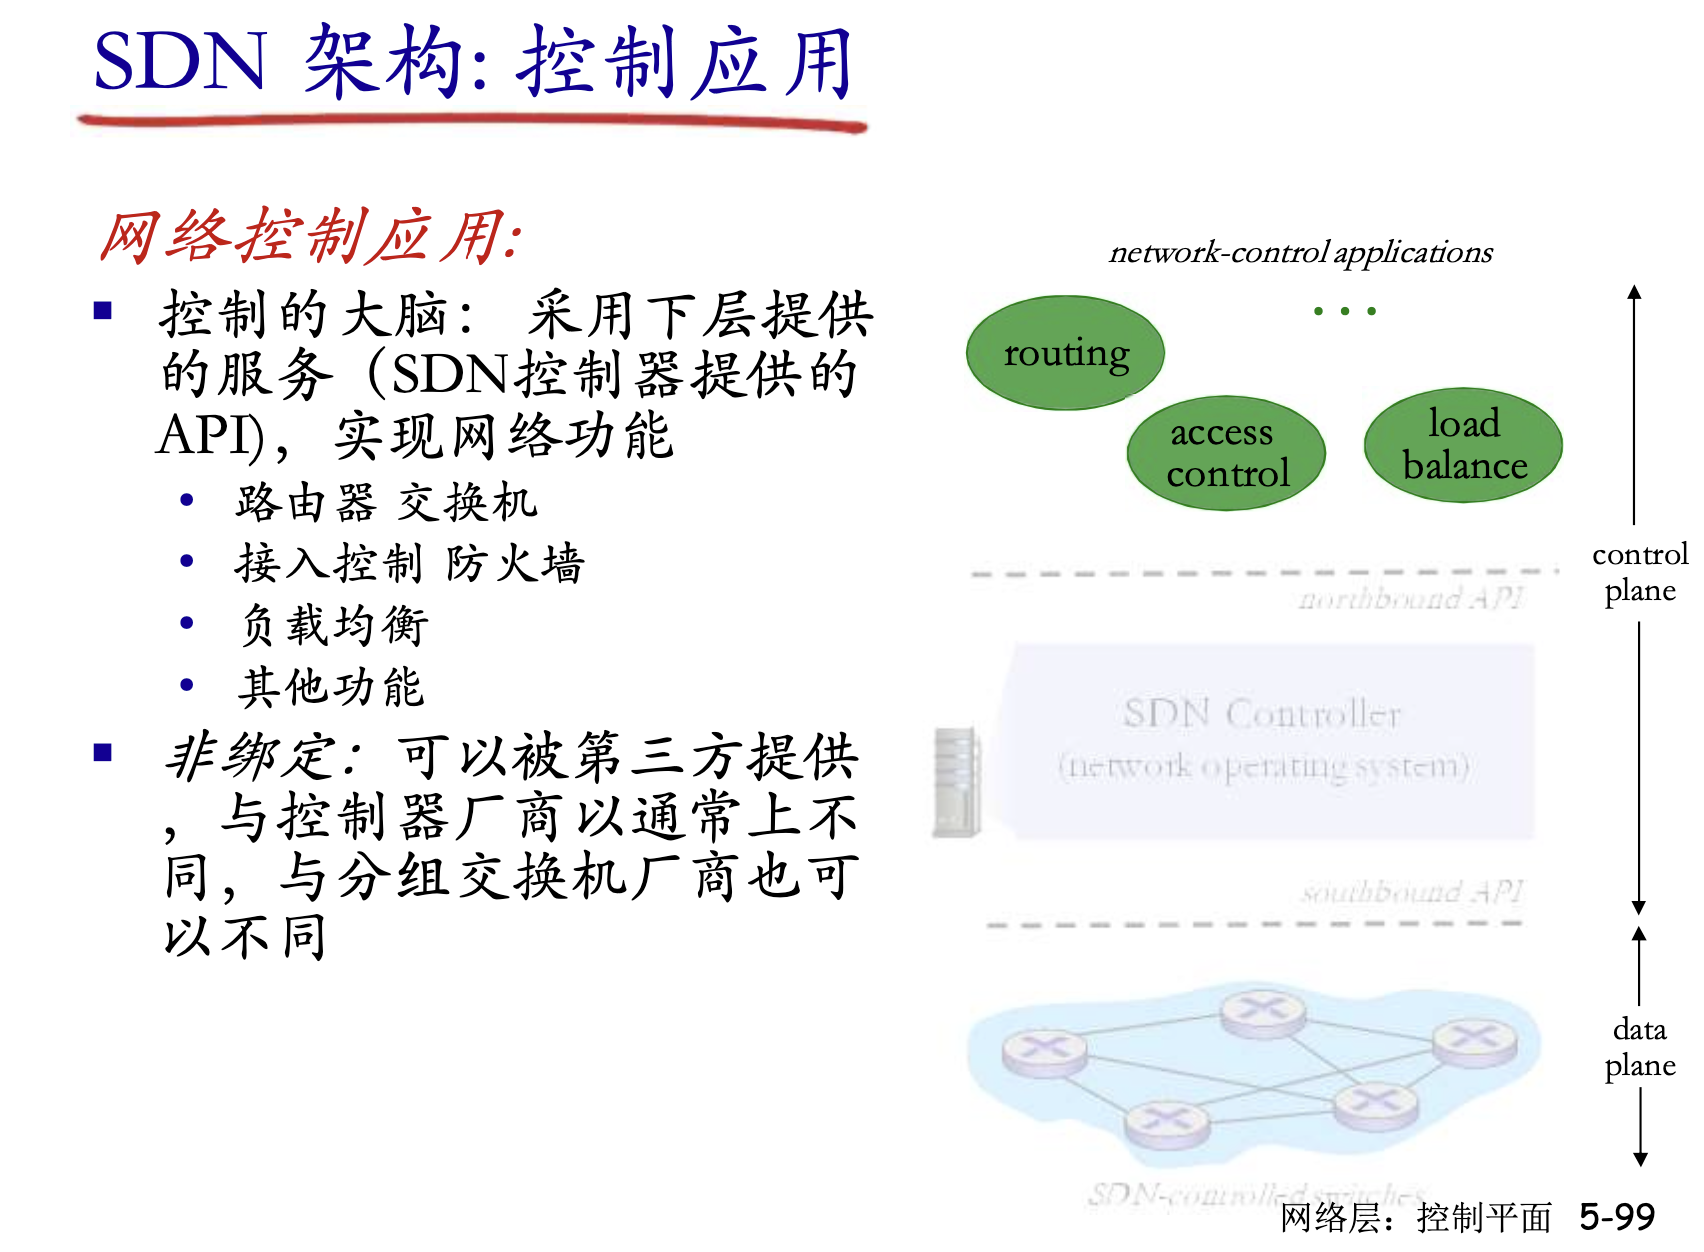 SDN 架构: 控制应用
网络控制应用:
控制的大脑： 采用下层提供
的服务（SDN控制器提供的
API)，实现网络功能
• 路由器 交换机
• 接入控制 防火墙
• 负载均衡
• 其他功能
非绑定：可以被第三方提供
，与控制器厂商以通常上不
同，与分组交换机厂商也可
以不同
network-control applications
...
routing
access
control
load
balance
northbound API
control
plane
SDN Controller
(network operating system)
southbound API
data
plane
SDN-controlled switches
网络层：控制平面 5-99